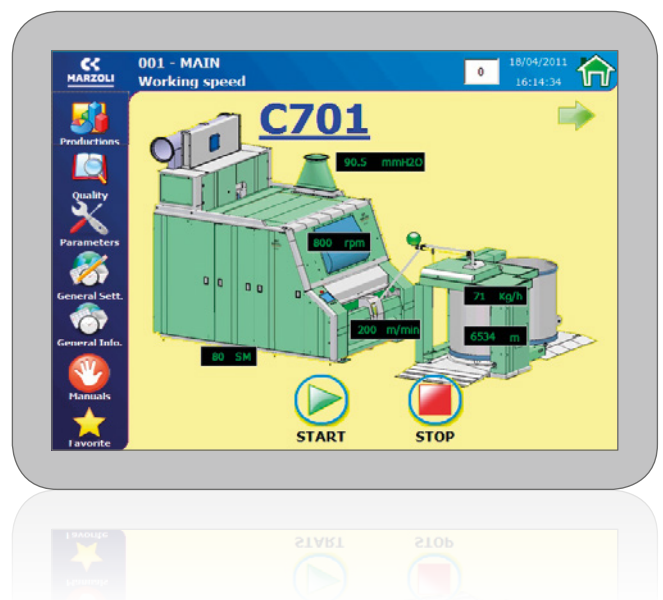 MARZOLI
001 - MAIN
Working speed
0
18/04/2011
16:14:34
C701
Productions
Quality
Parameters
General Sett.
General Info.
Manuals
Favorite
90.5 mmH2O
800 rpm
71 Kg/h
200 m/min
6534 m
80 SM
START
STOP